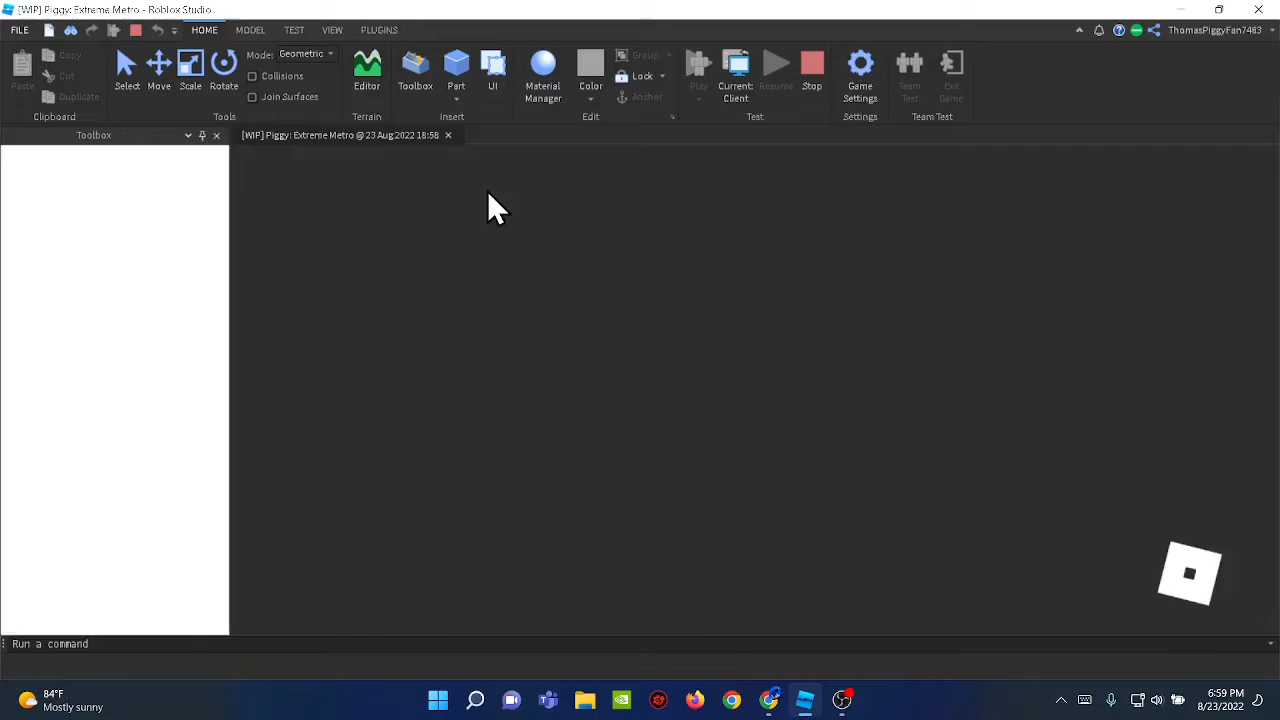 [WIP] Piggy: Extreme Metro - Roblox Studio
FILE HOME MODEL TEST VIEW PLUGINS ThomasPiggyFan7463
Paste Copy Cut Duplicate
Clipboard
Select Move Scale Rotate
Mode: Geometric
Collisions
Join Surfaces
Tools
Editor
Terrain
Toolbox Part UI
Insert
Material Manager
Color
Group
Lock
Anchor
Edit
Play
Current: Client
Resume Stop
Test
Game Settings
Settings
Team Test
Exit Game
Team Test
Toolbox
[WIP] Piggy: Extreme Metro @ 23 Aug 2022 18:58
Run a command
84°F
Mostly sunny
6:59 PM
8/23/2022